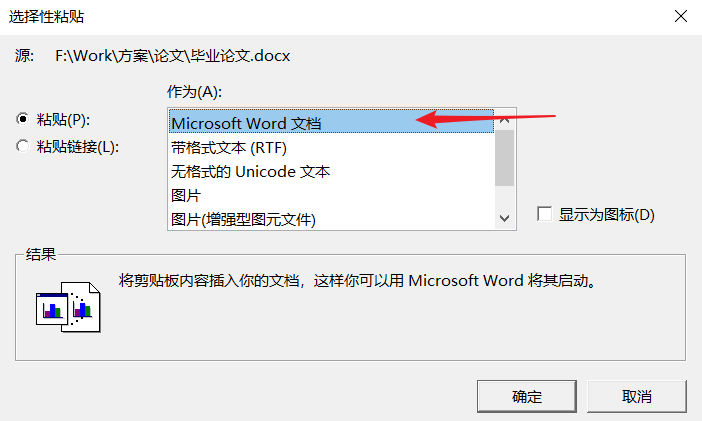 选择性粘贴
源: F:\Work\方案\论文\毕业论文.docx
作为(A):
粘贴(P):
粘贴链接(L):
Microsoft Word 文档
带格式文本 (RTF)
无格式的 Unicode 文本
图片
图片(增强型图元文件)
显示为图标(D)
结果
将剪贴板内容插入你的文档，这样你可以用 Microsoft Word 将其启动。
确定
取消